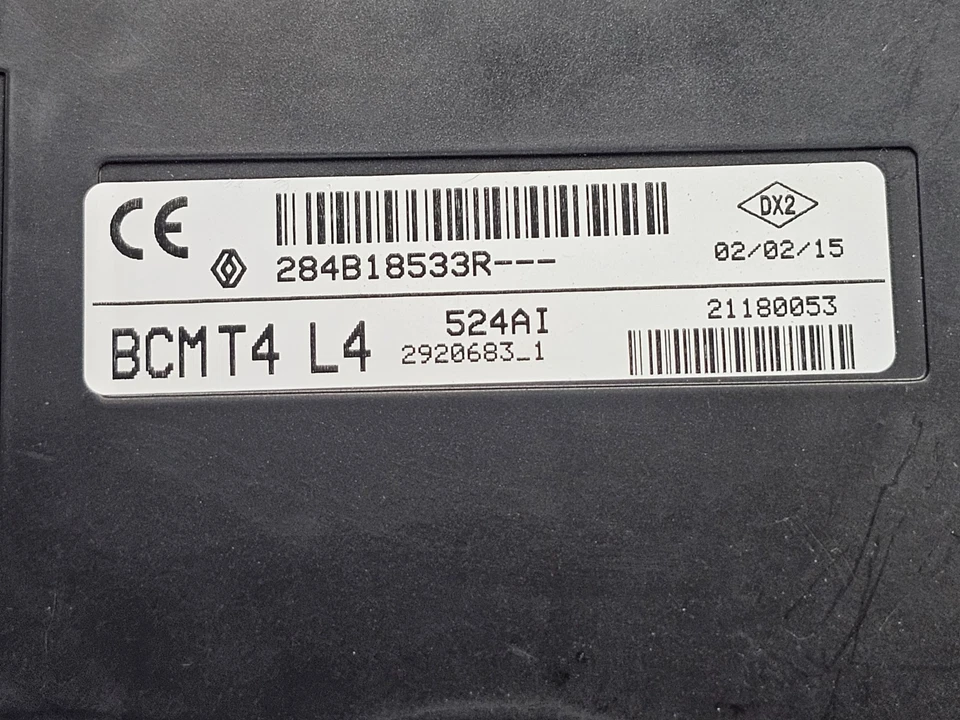 CE
284B18533R---
DX2
02/02/15
BCMT4 L4
524AI
2920683_1
21180053